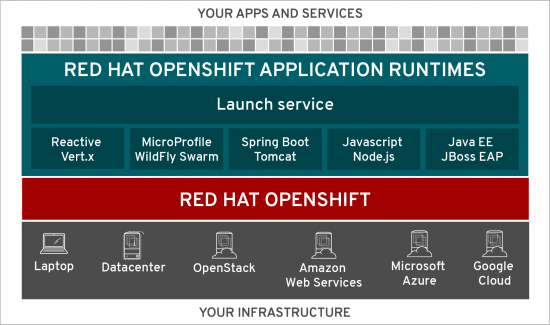 YOUR APPS AND SERVICES
RED HAT OPENSHIFT APPLICATION RUNTIMES
Launch service
Reactive
Vert.x
MicroProfile
WildFly Swarm
Spring Boot
Tomcat
Javascript
Node.js
Java EE
JBoss EAP
RED HAT OPENSHIFT
Laptop
Datacenter
OpenStack
Amazon
Web Services
Microsoft
Azure
Google
Cloud
YOUR INFRASTRUCTURE